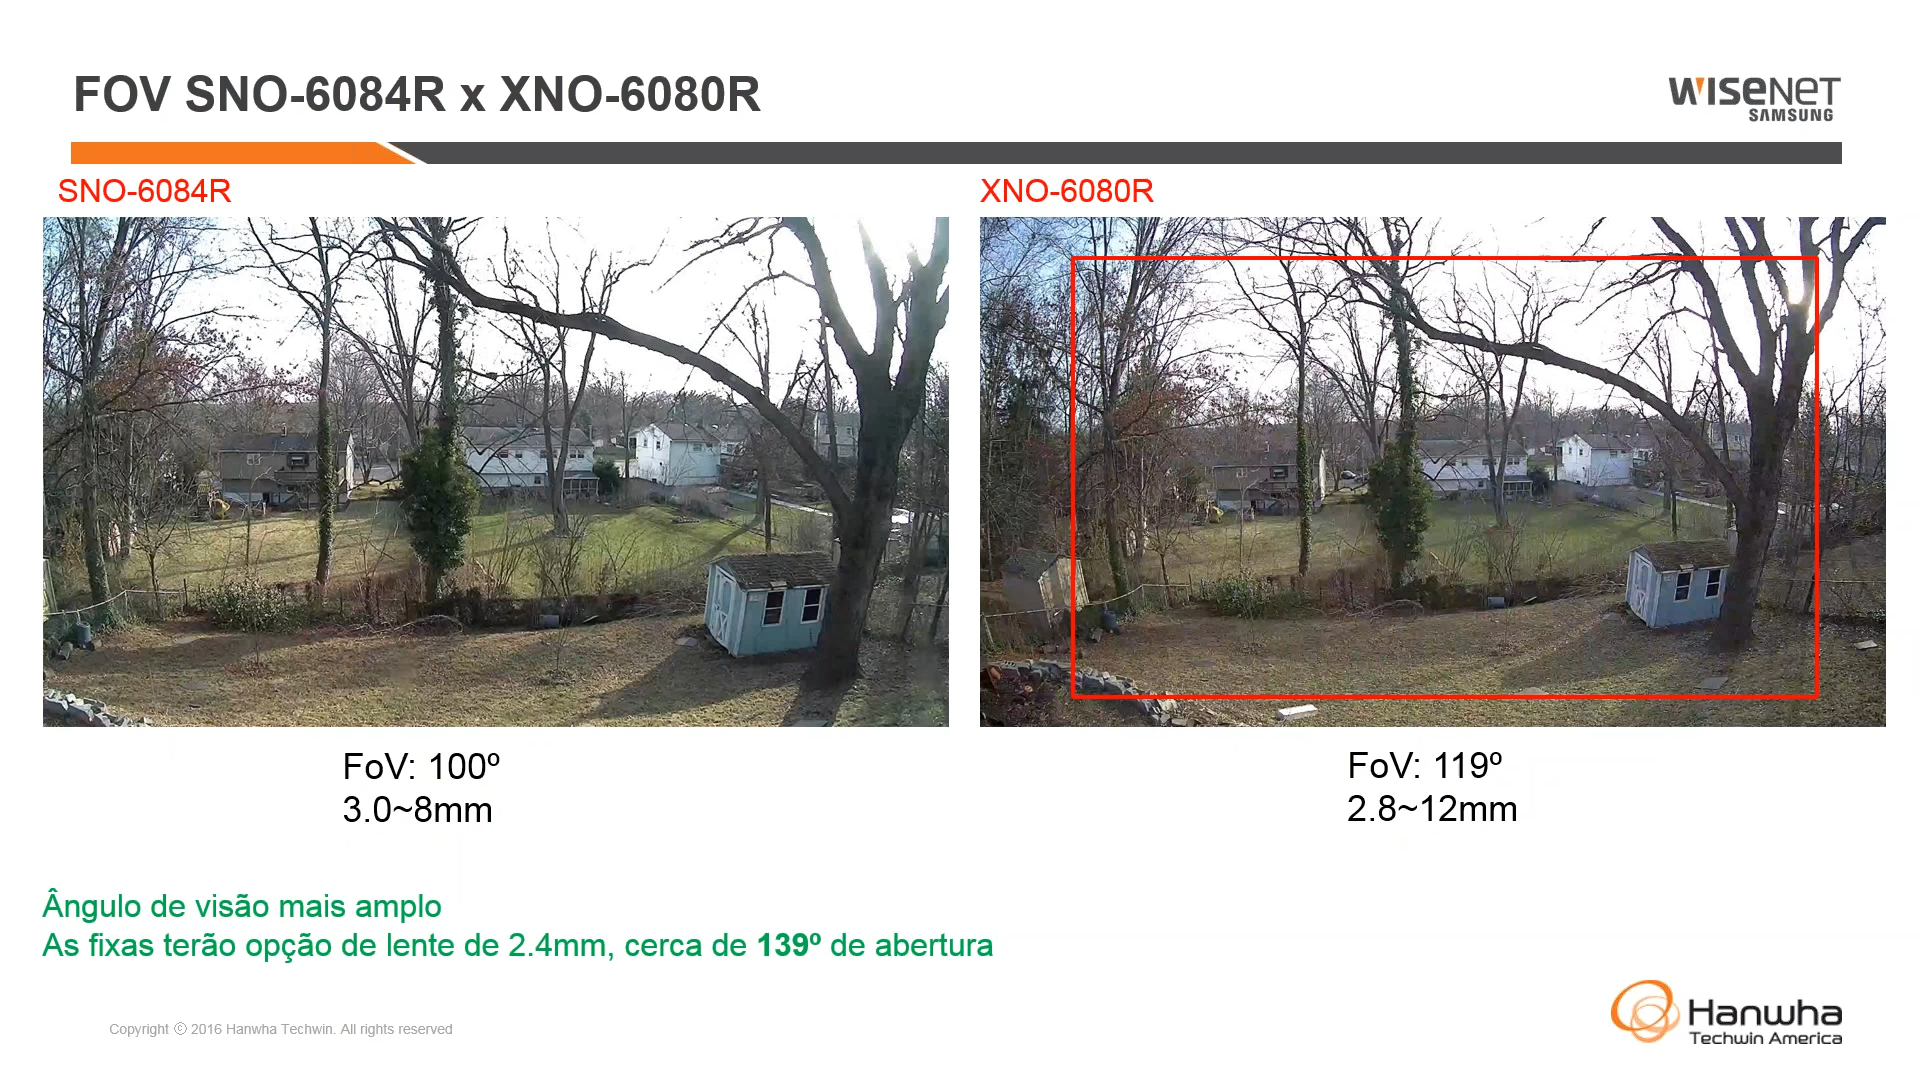 FOV SNO-6084R x XNO-6080R
WISENET
SAMSUNG
SNO-6084R
XNO-6080R
FoV: 100º
3.0~8mm
FoV: 119º
2.8~12mm
Ângulo de visão mais amplo
As fixas terão opção de lente de 2.4mm, cerca de 139º de abertura
Copyright ⓒ 2016 Hanwha Techwin. All rights reserved
Hanwha
Techwin America